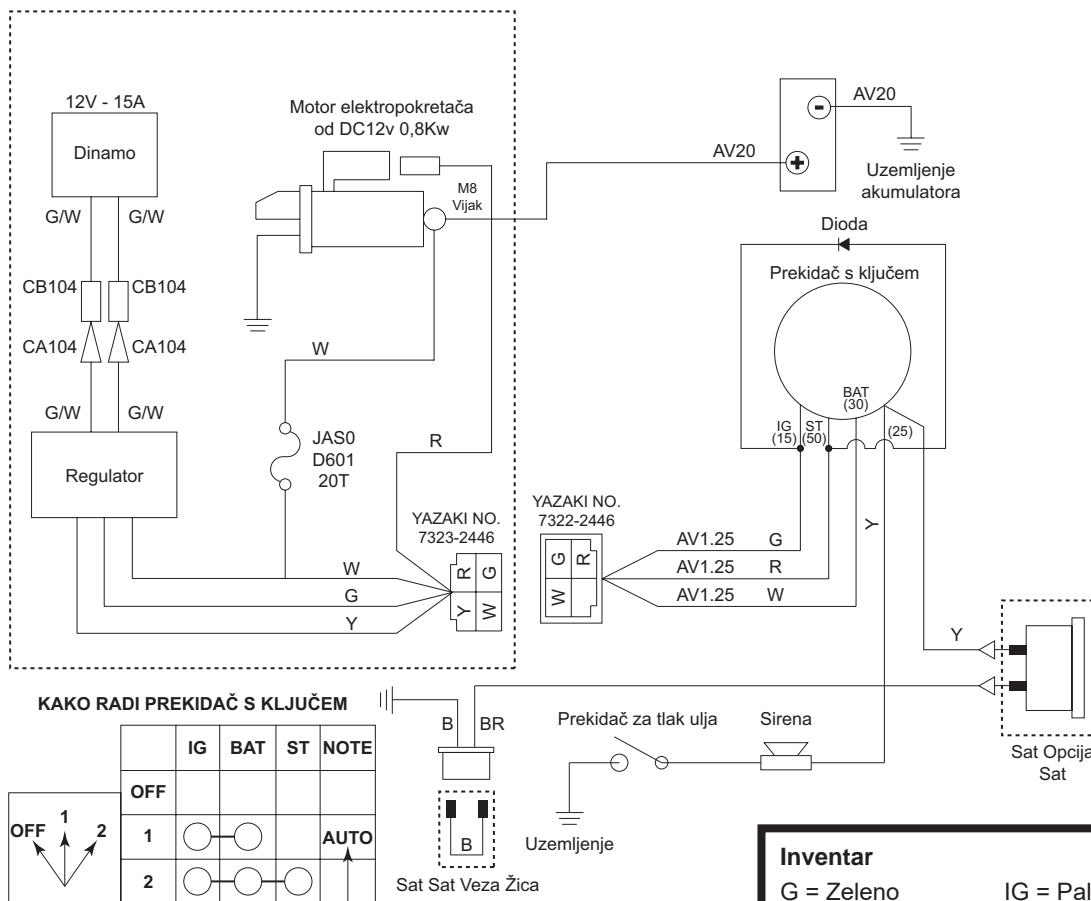 12V - 15A
Dinamo
G/W
G/W
CB104
CB104
CA104
CA104
G/W
G/W
Regulator
Motor elektropokretača
od DC12v 0,8Kw
M8
Vijak
W
JAS0
D601
20T
R
YAZAKI NO.
7323-2446
R
G
Y
W
W
G
Y
AV20
AV20
Uzemljenje
akumulatora
Dioda
Prekidač s ključem
BAT
(30)
IG
(15)
ST
(50)
(25)
YAZAKI NO.
7322-2446
G
R
W
AV1.25 G
AV1.25 R
AV1.25 W
Y
Y
Sat Opcija
Sat
B
BR
Prekidač za tlak ulja
Sirena
Uzemljenje
B
Sat Sat Veza Žica
KAKO RADI PREKIDAČ S KLJUČEM
IG BAT ST NOTE
OFF
1 AUTO
2
OFF 1 2
Inventar
G = Zeleno